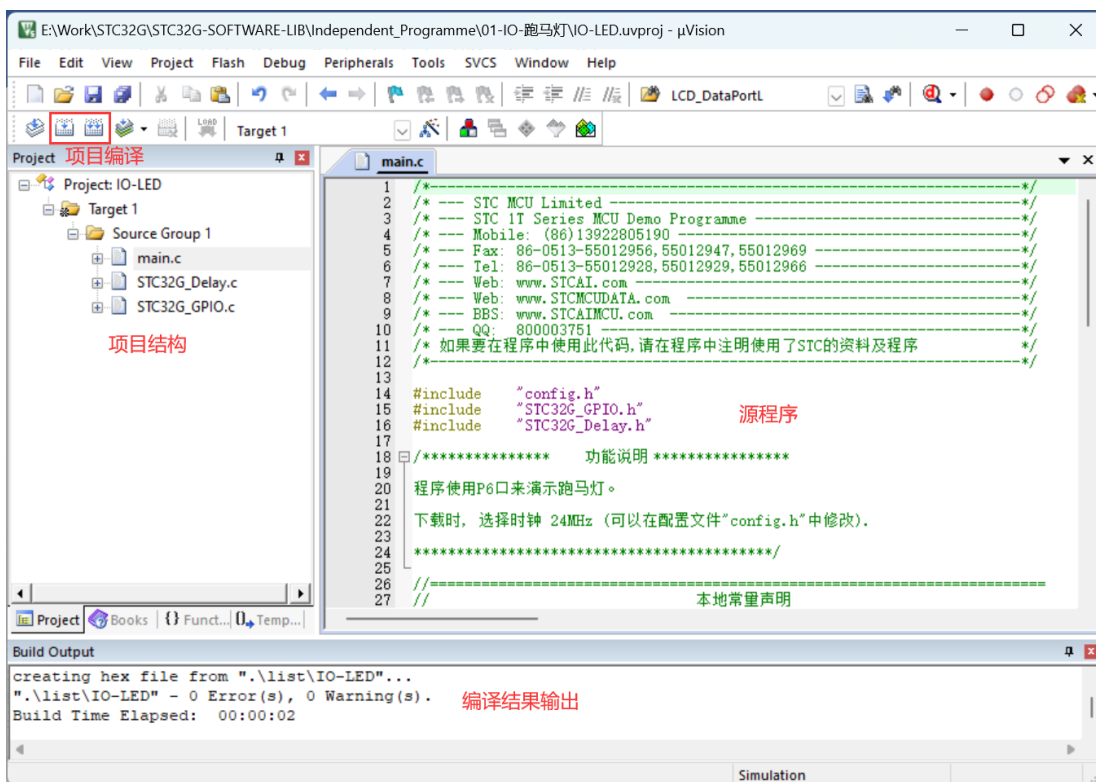 E:\Work\STC32G\STC32G-SOFTWARE-LIB\Independent_Programme\01-IO-跑马灯\IO-LED.uvproj - µVision
File Edit View Project Flash Debug Peripherals Tools SVCS Window Help
LCD_DataPortL
LOAD
Target 1
Project 项目编译
main.c
Project: IO-LED
Target 1
Source Group 1
main.c
STC32G_Delay.c
STC32G_GPIO.c
项目结构
1 /*---------------------------------------------------------------------*/
2 /* --- STC MCU Limited ------------------------------------------------*/
3 /* --- STC 1T Series MCU Demo Programme -------------------------------*/
4 /* --- Mobile: (86)13922805190 ----------------------------------------*/
5 /* --- Fax: 86-0513-55012956,55012947,55012969 ------------------------*/
6 /* --- Tel: 86-0513-55012928,55012929,55012966 ------------------------*/
7 /* --- Web: www.STCAI.com ---------------------------------------------*/
8 /* --- Web: www.STCMCUDATA.com  ---------------------------------------*/
9 /* --- BBS: www.STCAIMCU.com  -----------------------------------------*/
10 /* --- QQ:  800003751 -------------------------------------------------*/
11 /* 如果要在程序中使用此代码,请在程序中注明使用了STC的资料及程序            */
12 /*---------------------------------------------------------------------*/
13
14 #include    "config.h"
15 #include    "STC32G_GPIO.h"
源程序
16 #include    "STC32G_Delay.h"
17
18 /***************    功能说明 ****************
19
20 程序使用P6口来演示跑马灯。
21
22 下载时, 选择时钟 24MHz (可以在配置文件"config.h"中修改).
23
24 ******************************************/
25
26 //========================================================================
27 //                               本地常量声明
Project Books {} Funct... 0 Temp...
Build Output
creating hex file from ".\list\IO-LED"...
".\list\IO-LED" - 0 Error(s), 0 Warning(s).
编译结果输出
Build Time Elapsed:  00:00:02
Simulation